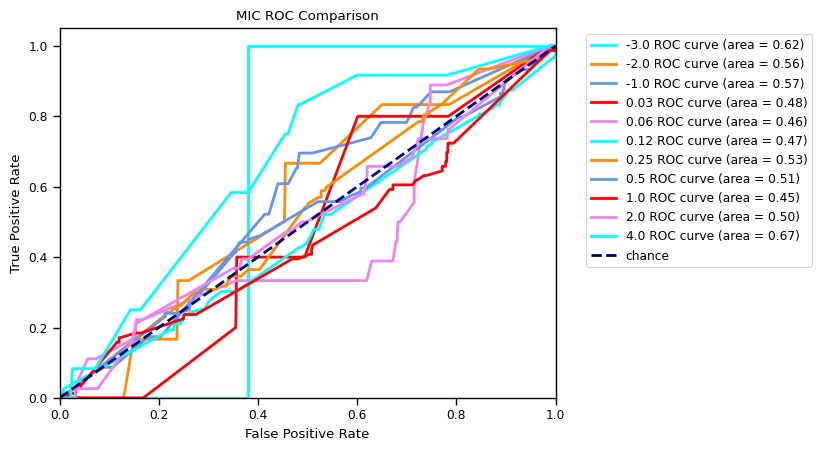 MIC ROC Comparison
True Positive Rate
1.0
0.8
0.6
0.4
0.2
0.0
0.0 0.2 0.4 0.6 0.8 1.0
False Positive Rate
-3.0 ROC curve (area = 0.62)
-2.0 ROC curve (area = 0.56)
-1.0 ROC curve (area = 0.57)
0.03 ROC curve (area = 0.48)
0.06 ROC curve (area = 0.46)
0.12 ROC curve (area = 0.47)
0.25 ROC curve (area = 0.53)
0.5 ROC curve (area = 0.51)
1.0 ROC curve (area = 0.45)
2.0 ROC curve (area = 0.50)
4.0 ROC curve (area = 0.67)
chance